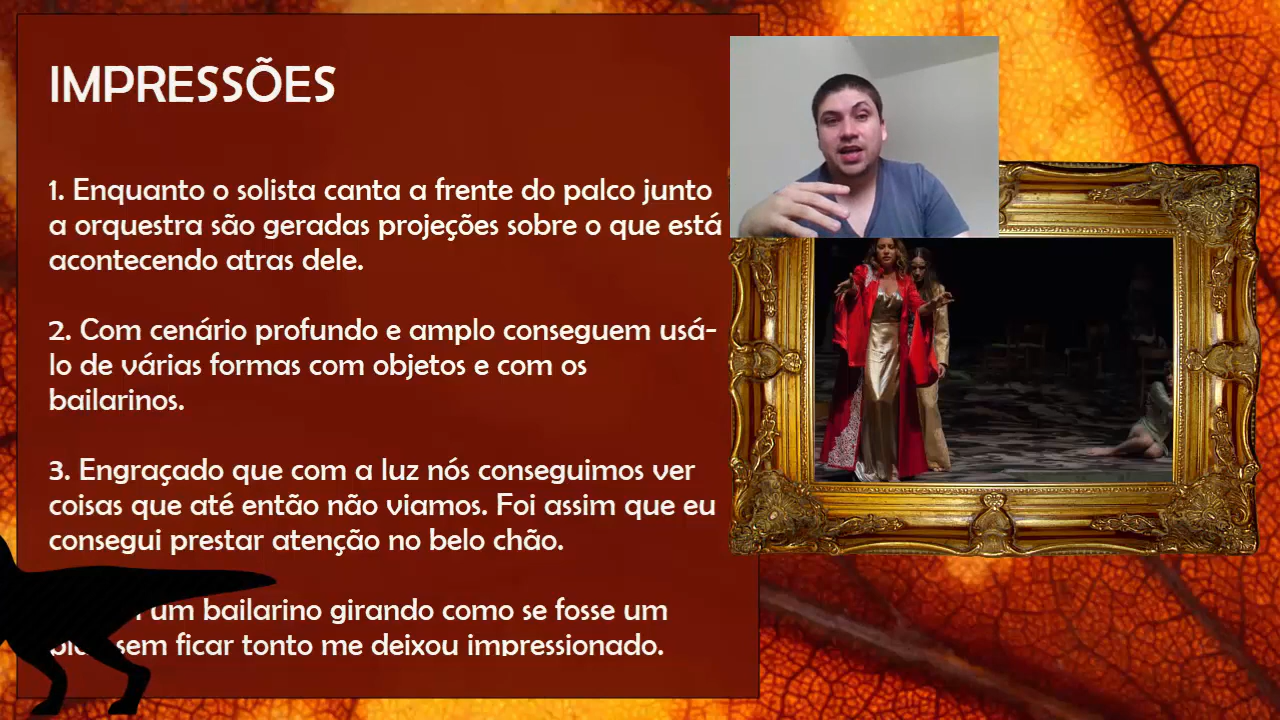 IMPRESSÕES
1. Enquanto o solista canta a frente do palco junto
a orquestra são geradas projeções sobre o que está
acontecendo atras dele.
2. Com cenário profundo e amplo conseguem usá-
lo de várias formas com objetos e com os
bailarinos.
3. Engraçado que com a luz nós conseguimos ver
coisas que até então não viamos. Foi assim que eu
consegui prestar atenção no belo chão.
um bailarino girando como se fosse um
sem ficar tonto me deixou impressionado.